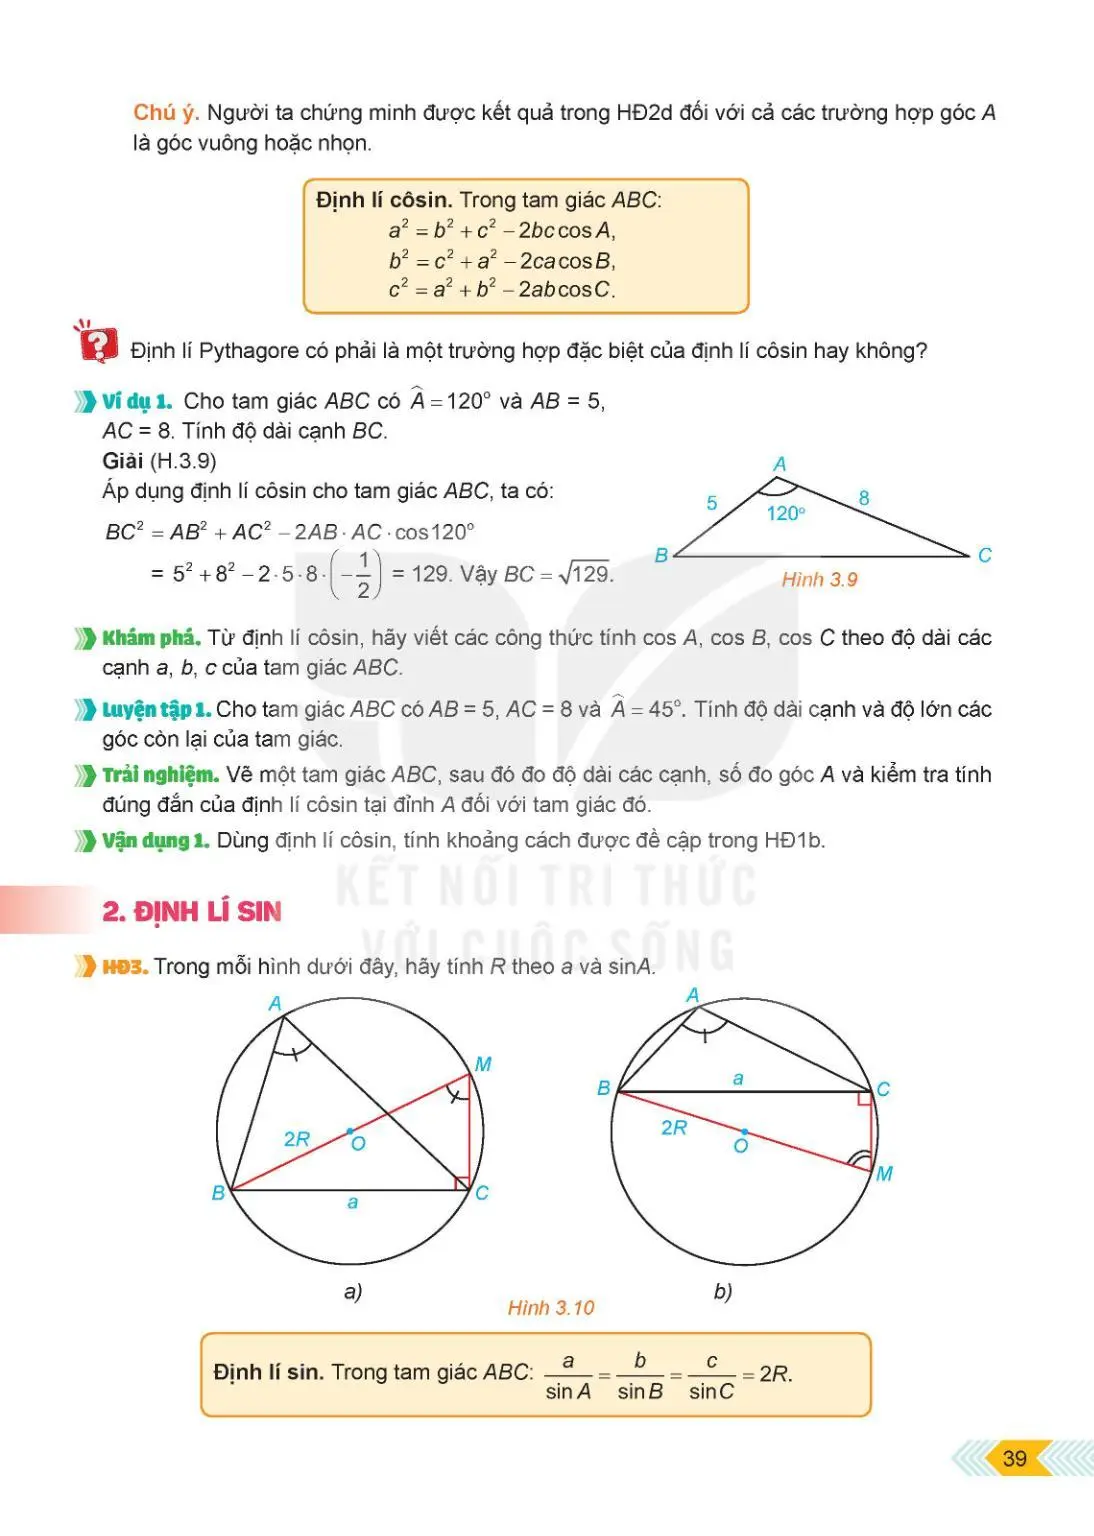 Chú ý. Người ta chứng minh được kết quả trong HĐ2d đối với cả các trường hợp góc A
là góc vuông hoặc nhọn.
Định lí côsin. Trong tam giác ABC:
a² = b² + c² − 2bc cos A,
b² = c² + a² − 2ca cos B,
c² = a² + b² − 2ab cos C.
? Định lí Pythagore có phải là một trường hợp đặc biệt của định lí côsin hay không?
Ví dụ 1. Cho tam giác ABC có Â = 120° và AB = 5,
AC = 8. Tính độ dài cạnh BC.
Giải (H.3.9)
Áp dụng định lí côsin cho tam giác ABC, ta có:
BC² = AB² + AC² − 2AB · AC · cos120°
= 5² + 8² − 2 · 5 · 8 · (−1/2) = 129. Vậy BC = √129.
A
5
8
120°
B
C
Hình 3.9
Khám phá. Từ định lí côsin, hãy viết các công thức tính cos A, cos B, cos C theo độ dài các
cạnh a, b, c của tam giác ABC.
Luyện tập 1. Cho tam giác ABC có AB = 5, AC = 8 và Â = 45°. Tính độ dài cạnh và độ lớn các
góc còn lại của tam giác.
Trải nghiệm. Vẽ một tam giác ABC, sau đó đo độ dài các cạnh, số đo góc A và kiểm tra tính
đúng đắn của định lí côsin tại đỉnh A đối với tam giác đó.
Vận dụng 1. Dùng định lí côsin, tính khoảng cách được đề cập trong HĐ1b.
KẾT NỐI TRI THỨC
VỚI CUỘC SỐNG
2. ĐỊNH LÍ SIN
HĐ3. Trong mỗi hình dưới đây, hãy tính R theo a và sinA.
A
M
2R
O
B
a
C
a)
A
B
a
C
2R
O
M
b)
Hình 3.10
Định lí sin. Trong tam giác ABC: a/sin A = b/sin B = c/sin C = 2R.
39